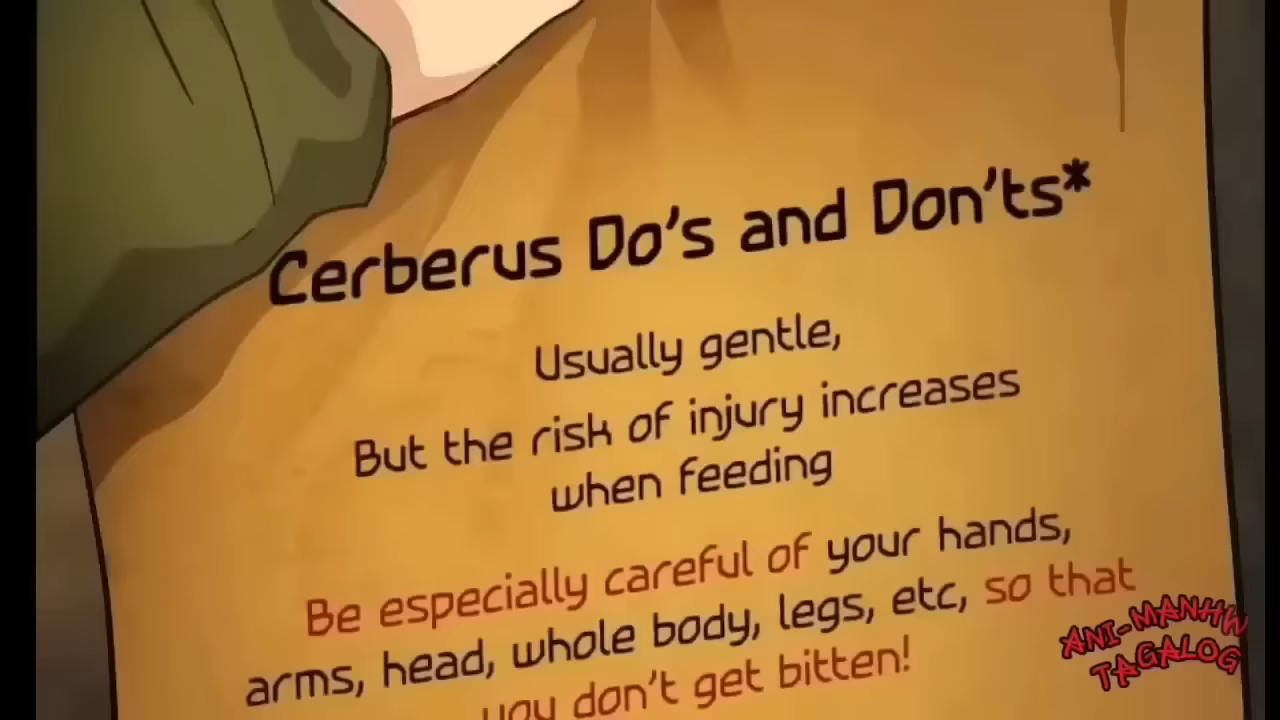 Cerberus Do's and Don'ts*
Usually gentle,
But the risk of injury increases
when feeding
Be especially careful of your hands,
arms, head, whole body, legs, etc, so that
you don't get bitten!
ANI-MANHW
TAGALOG